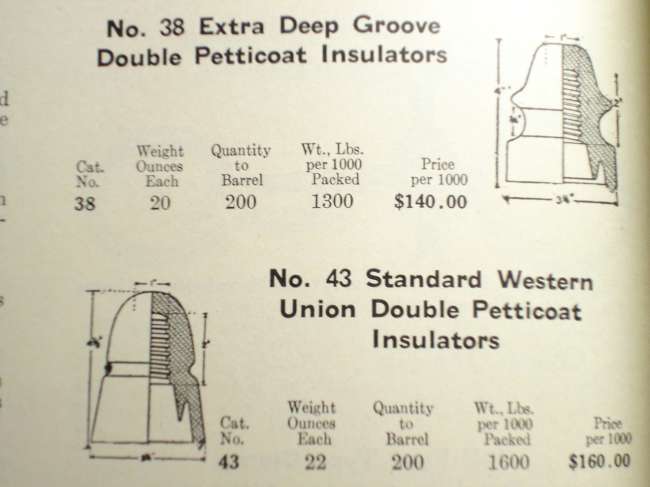 No. 38 Extra Deep Groove
Double Petticoat Insulators
Cat.
No.
Weight
Ounces
Each
Quantity
to
Barrel
Wt., Lbs.
per 1000
Packed
Price
per 1000
38 20 200 1300 $140.00
No. 43 Standard Western
Union Double Petticoat
Insulators
Cat.
No.
Weight
Ounces
Each
Quantity
to
Barrel
Wt., Lbs.
per 1000
Packed
Price
per 1000
43 22 200 1600 $160.00